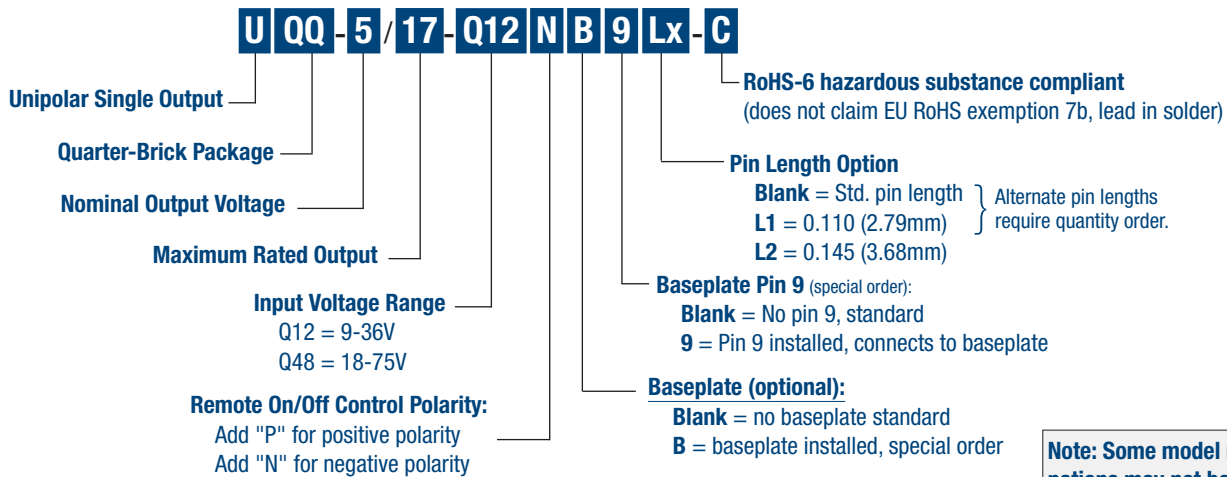 U QQ - 5 / 17 - Q12 N B 9 Lx - C
Unipolar Single Output
Quarter-Brick Package
Nominal Output Voltage
Maximum Rated Output
Input Voltage Range
Q12 = 9-36V
Q48 = 18-75V
Remote On/Off Control Polarity:
Add "P" for positive polarity
Add "N" for negative polarity
RoHS-6 hazardous substance compliant
(does not claim EU RoHS exemption 7b, lead in solder)
Pin Length Option
Blank = Std. pin length
L1 = 0.110 (2.79mm)
L2 = 0.145 (3.68mm)
Alternate pin lengths
require quantity order.
Baseplate Pin 9 (special order):
Blank = No pin 9, standard
9 = Pin 9 installed, connects to baseplate
Baseplate (optional):
Blank = no baseplate standard
B = baseplate installed, special order
Note: Some model